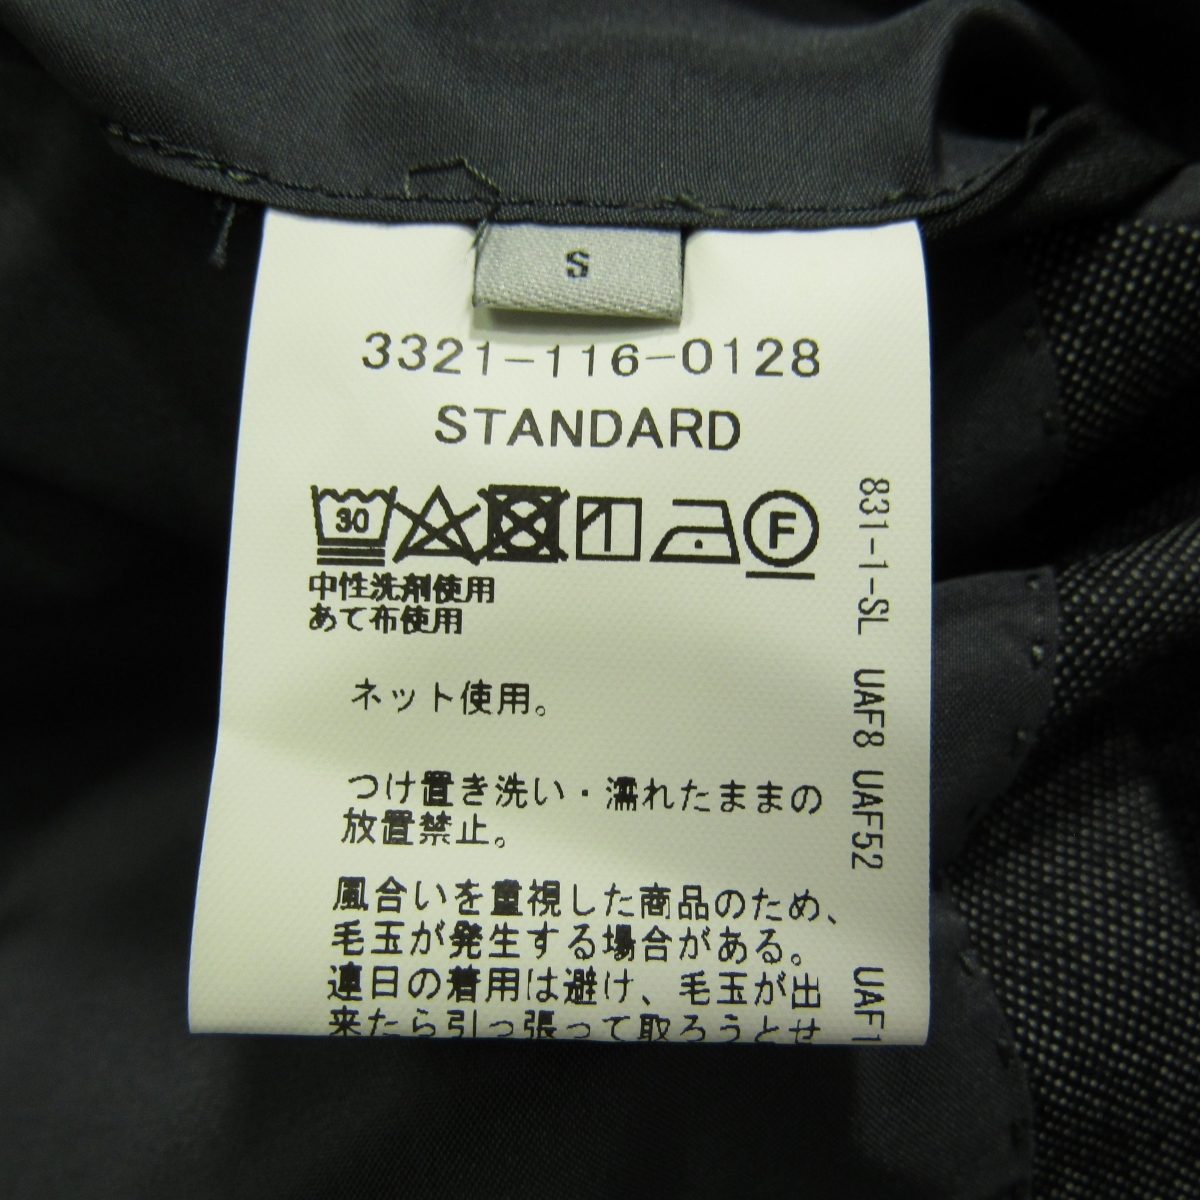 S
3321-116-0128
STANDARD
30
F
中性洗剤使用
あて布使用
ネット使用。
つけ置き洗い・濡れたままの
放置禁止。
風合いを重視した商品のため、
毛玉が発生する場合がある。
連日の着用は避け、毛玉が出
来たら引っ張って取ろうとせ
831-1-SL UAF8 UAF52 UAF1